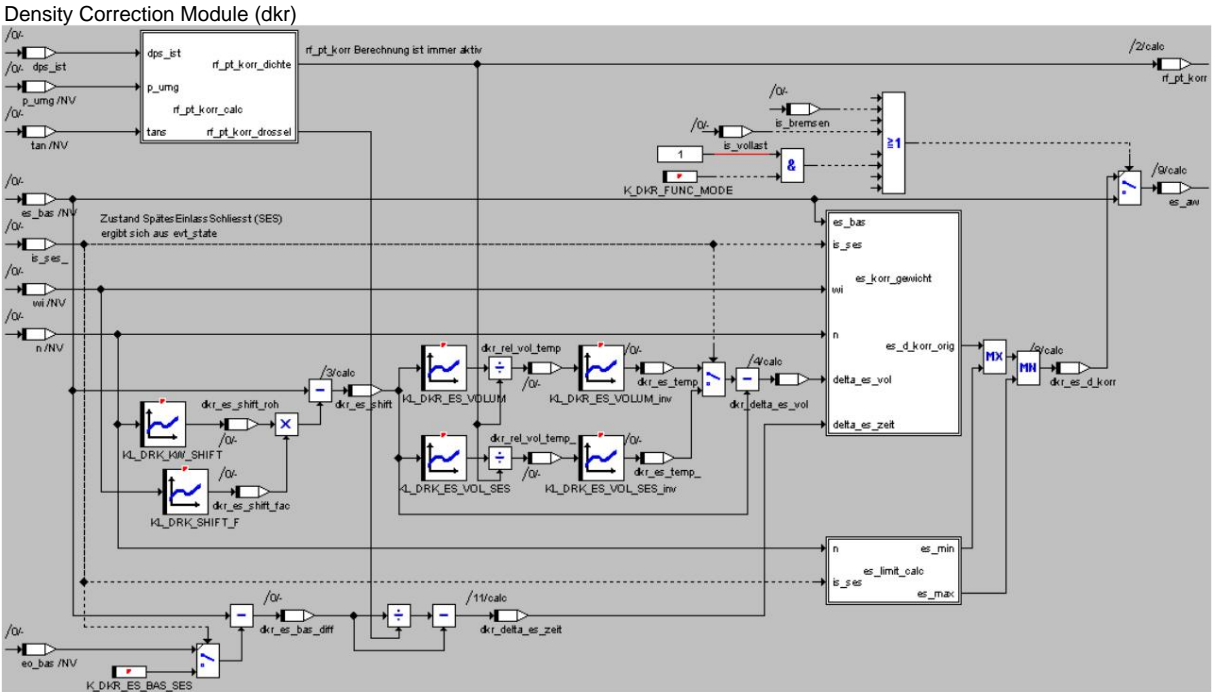 Density Correction Module (dkr)
/0/-
dps_ist
/0/-
p_umg /NV
/0/-
tan /NV
dps_ist
p_umg
rf_pt_korr_calc
tans
rf_pt_korr_dichte
rf_pt_korr_drossel
rf_pt_korr Berechnung ist immer aktiv
/2/calc
rf_pt_korr
/0/-
is_bremsen
/0/-
is_vollast
1
K_DKR_FUNC_MODE
&
≧1
/9/calc
es_aw
/0/-
es_bas /NV
/0/-
is_ses_
Zustand SpätesEinlassSchliesst (SES)
ergibt sich aus evt_state
/0/-
wi /NV
/0/-
n /NV
es_bas
is_ses
es_korr_gewicht
wi
n
es_d_korr_orig
delta_es_vol
delta_es_zeit
MX
MN
/8/calc
dkr_es_d_korr
/3/calc
-
dkr_es_shift
dkr_es_shift_roh
/0/-
X
KL_DRK_KW_SHIFT
/0/-
dkr_es_shift_fac
KL_DRK_SHIFT_F
KL_DKR_ES_VOLUM
÷
dkr_rel_vol_temp
/0/-
KL_DKR_ES_VOLUM_inv
/0/-
dkr_es_temp
-
/4/calc
dkr_delta_es_vol
KL_DRK_ES_VOL_SES
÷
dkr_rel_vol_temp_
/0/-
KL_DRK_ES_VOL_SES_inv
/0/-
dkr_es_temp_
n
es_min
es_limit_calc
is_ses
es_max
-
/0/-
dkr_es_bas_diff
÷
-
/11/calc
dkr_delta_es_zeit
/0/-
eo_bas /NV
K_DKR_ES_BAS_SES